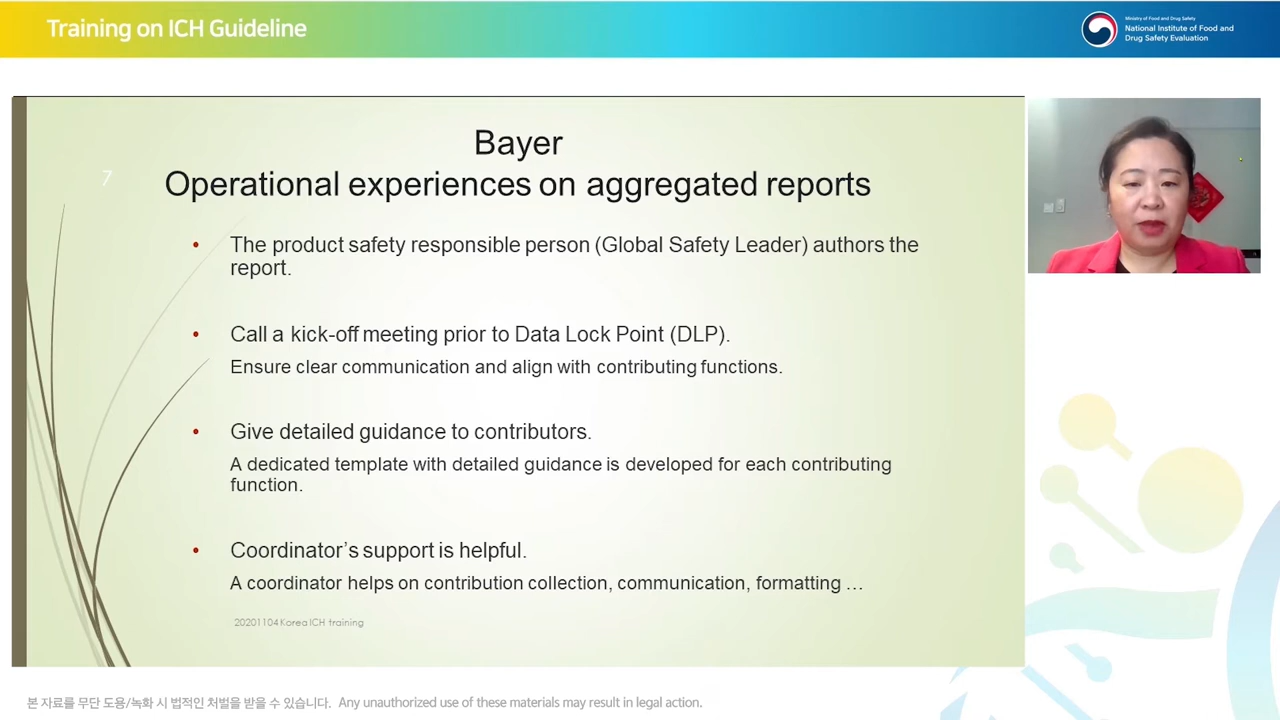 Training on ICH Guideline
Ministry of Food and Drug Safety
National Institute of Food and
Drug Safety Evaluation
7
Bayer
Operational experiences on aggregated reports
• The product safety responsible person (Global Safety Leader) authors the
report.
• Call a kick-off meeting prior to Data Lock Point (DLP).
Ensure clear communication and align with contributing functions.
• Give detailed guidance to contributors.
A dedicated template with detailed guidance is developed for each contributing
function.
• Coordinator’s support is helpful.
A coordinator helps on contribution collection, communication, formatting …
20201104 Korea ICH training
본 자료를 무단 도용/녹화 시 법적인 처벌을 받을 수 있습니다. Any unauthorized use of these materials may result in legal action.